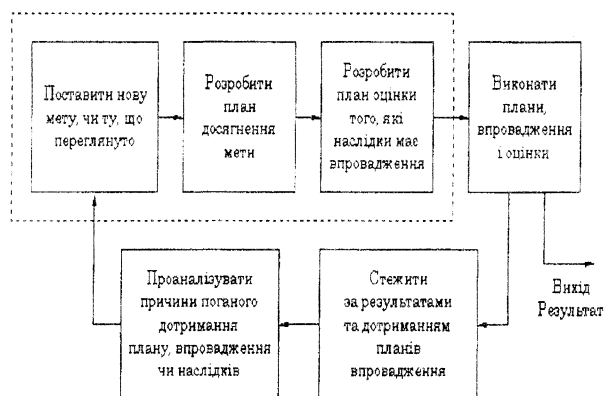 Поставити нову
мету, чи ту, що
переглянуто
Розробити
план
досягнення
мети
Розробити
план оцінки
того, які
наслідки має
впровадження
Виконати
плани,
впровадження
і оцінки
Вихід
Результат
Стежити
за результатами
та дотриманням
планів
впровадження
Проаналізувати
причини поганого
дотримання
плану, впровадження
чи наслідків